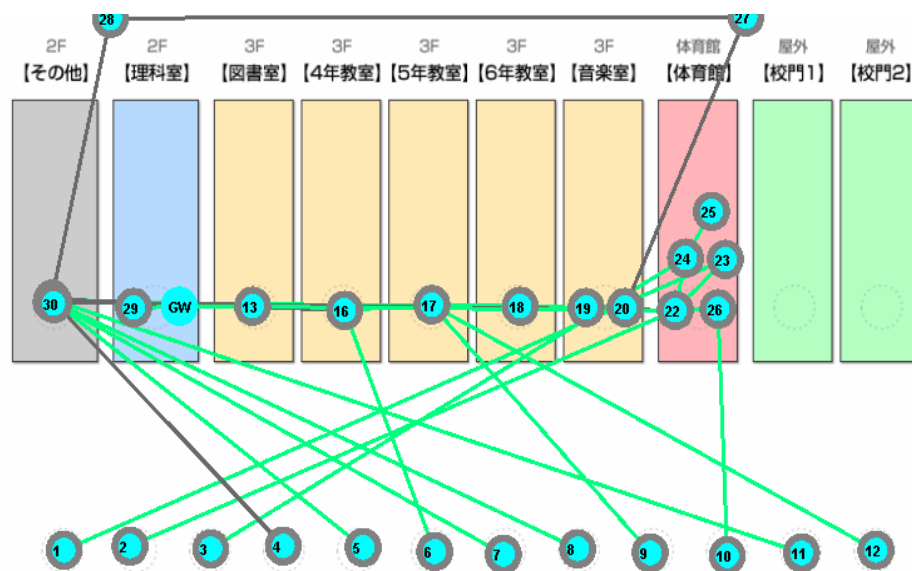 28 27
2F 2F 3F 3F 3F 3F 3F 体育館 屋外 屋外
【その他】 【理科室】 【図書室】 【4年教室】 【5年教室】 【6年教室】 【音楽室】 【体育館】 【校門1】 【校門2】
25
24 23
30 29 GW 13 16 17 18 19 20 22 26
1 2 3 4 5 6 7 8 9 10 11 12